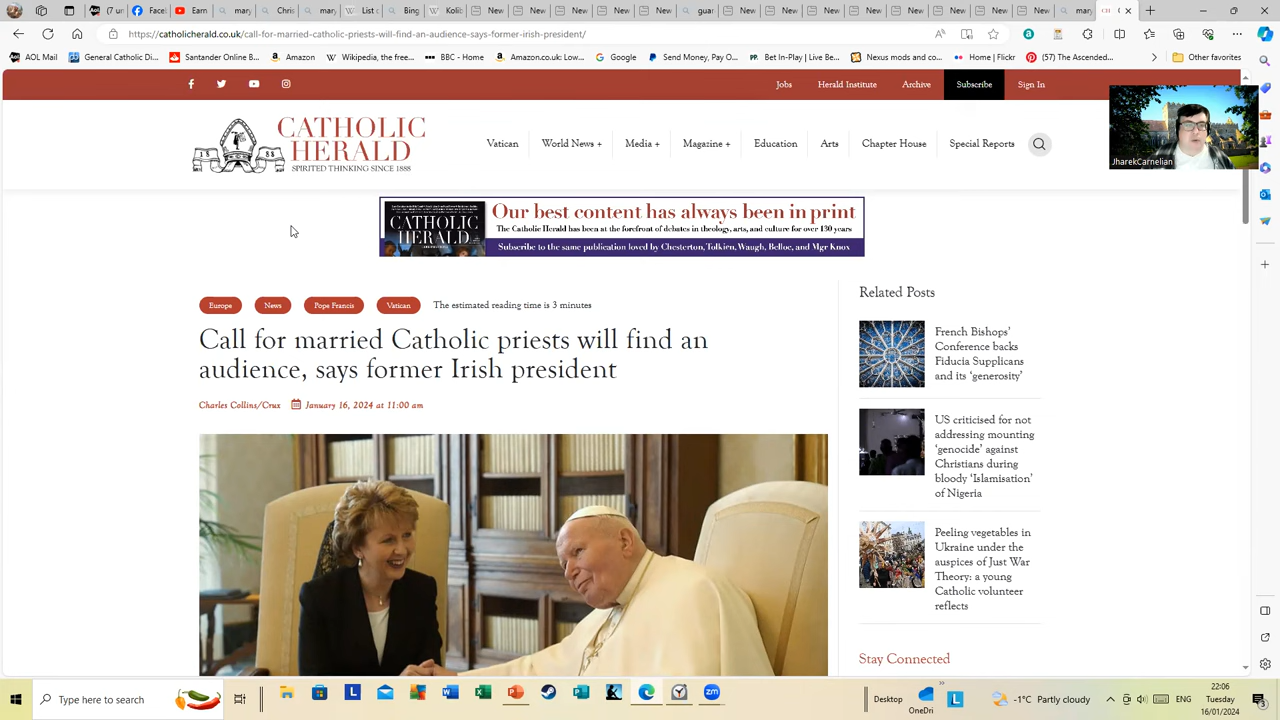 Face
Link
Bing
Wik
guar
mar
https://catholicherald.co.uk/call-for-married-catholic-priests-will-find-an-audience-says-former-irish-president/
AOL Mail
General Catholic Di...
Santander Online B...
Amazon
Wikipedia, the free...
BBC - Home
Amazon.co.uk: Low...
Google
Send Money, Pay O...
Bet In-Play | Live Be...
Nexus mods and co...
Home | Flickr
(57) The Ascended...
Other favorites
Jobs
Herald Institute
Archive
Subscribe
Sign In
CATHOLIC
HERALD
SPIRITED THINKING SINCE 1888
Vatican
World News +
Media +
Magazine +
Education
Arts
Chapter House
Special Reports
JharekCarnelian
CATHOLIC
HERALD
Our best content has always been in print
The Catholic Herald has been at the forefront of debates in theology, arts, and culture for over 130 years
Subscribe to the same publication loved by Chesterton, Tolkien, Waugh, Belloc, and Mgr Knox
Europe
News
Pope Francis
Vatican
The estimated reading time is 3 minutes
Call for married Catholic priests will find an
audience, says former Irish president
Charles Collins/Crux
January 16, 2024 at 11:00 am
Related Posts
French Bishops'
Conference backs
Fiducia Supplicans
and its 'generosity'
US criticised for not
addressing mounting
'genocide' against
Christians during
bloody 'Islamisation'
of Nigeria
Peeling vegetables in
Ukraine under the
auspices of Just War
Theory: a young
Catholic volunteer
reflects
Stay Connected
Type here to search
Desktop
OneDri
-1°C Partly cloudy
ENG
22:06
Tuesday
16/01/2024